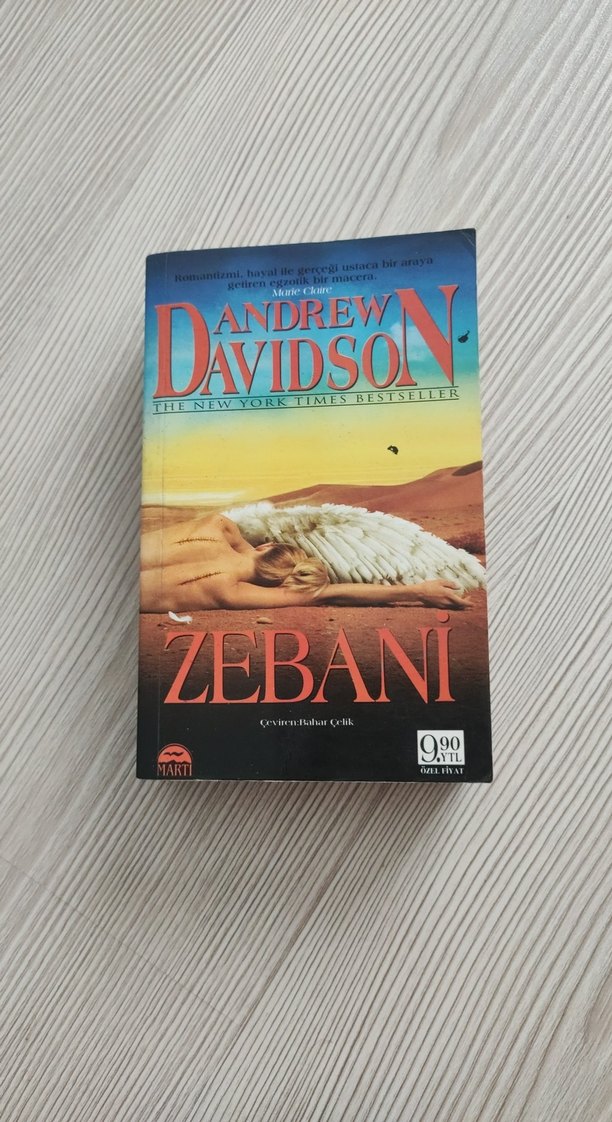 Romantizmi, hayal ile gerçeği ustaca bir araya
getiren egzotik bir macera.
Marie Claire
ANDREW
DAVIDSON
THE NEW YORK TIMES BESTSELLER
ZEBANİ
Çeviren:Bahar Çelik
9.90
YTL
ÖZEL FİYAT
MARTI